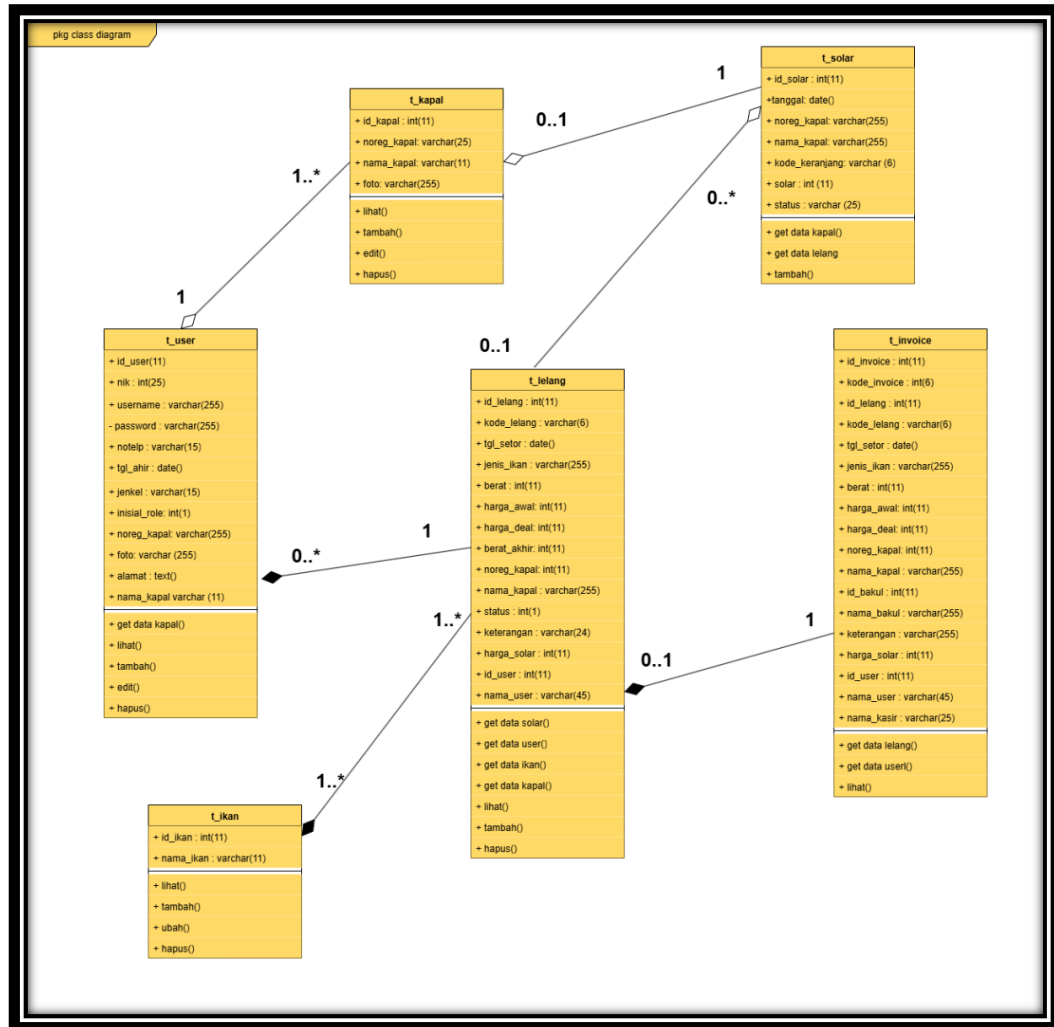 pkg class diagram
t_kapal
+ id_kapal : int(11)
+ noreg_kapal: varchar(25)
+ nama_kapal: varchar(11)
+ foto: varchar(255)
+ lihat()
+ tambah()
+ edit()
+ hapus()
t_solar
+ id_solar : int(11)
+tanggal: date()
+ noreg_kapal: varchar(255)
+ nama_kapal: varchar(255)
+ kode_keranjang: varchar (6)
+ solar : int (11)
+ status : varchar (25)
+ get data kapal()
+ get data lelang
+ tambah()
1
0..1
1..*
1
0..*
0..1
t_user
+ id_user(11)
+ nik : int(25)
+ username : varchar(255)
- password : varchar(255)
+ notelp : varchar(15)
+ tgl_ahir : date()
+ jenkel : varchar(15)
+ inisial_role: int(1)
+ noreg_kapal: varchar(255)
+ foto: varchar (255)
+ alamat : text()
+ nama_kapal varchar (11)
+ get data kapal()
+ lihat()
+ tambah()
+ edit()
+ hapus()
0..*
1
t_lelang
+ id_lelang : int(11)
+ kode_lelang : varchar(6)
+ tgl_setor : date()
+ jenis_ikan : varchar(255)
+ berat : int(11)
+ harga_awal: int(11)
+ harga_deal: int(11)
+ berat_akhir: int(11)
+ noreg_kapal: int(11)
+ nama_kapal : varchar(255)
+ status : int(1)
+ keterangan : varchar(24)
+ harga_solar : int(11)
+ id_user : int(11)
+ nama_user : varchar(45)
+ get data solar()
+ get data user()
+ get data ikan()
+ get data kapal()
+ lihat()
+ tambah()
+ hapus()
t_invoice
+ id_invoice : int(11)
+ kode_invoice : int(6)
+ id_lelang : int(11)
+ kode_lelang : varchar(6)
+ tgl_setor : date()
+ jenis_ikan : varchar(255)
+ berat : int(11)
+ harga_awal: int(11)
+ harga_deal: int(11)
+ noreg_kapal: int(11)
+ nama_kapal : varchar(255)
+ id_bakul : int(11)
+ nama_bakul : varchar(255)
+ keterangan : varchar(255)
+ harga_solar : int(11)
+ id_user : int(11)
+ nama_user : varchar(45)
+ nama_kasir : varchar(25)
+ get data lelang()
+ get data userl()
+ lihat()
1..*
0..1
1
1..*
t_ikan
+ id_ikan : int(11)
+ nama_ikan : varchar(11)
+ lihat()
+ tambah()
+ ubah()
+ hapus()